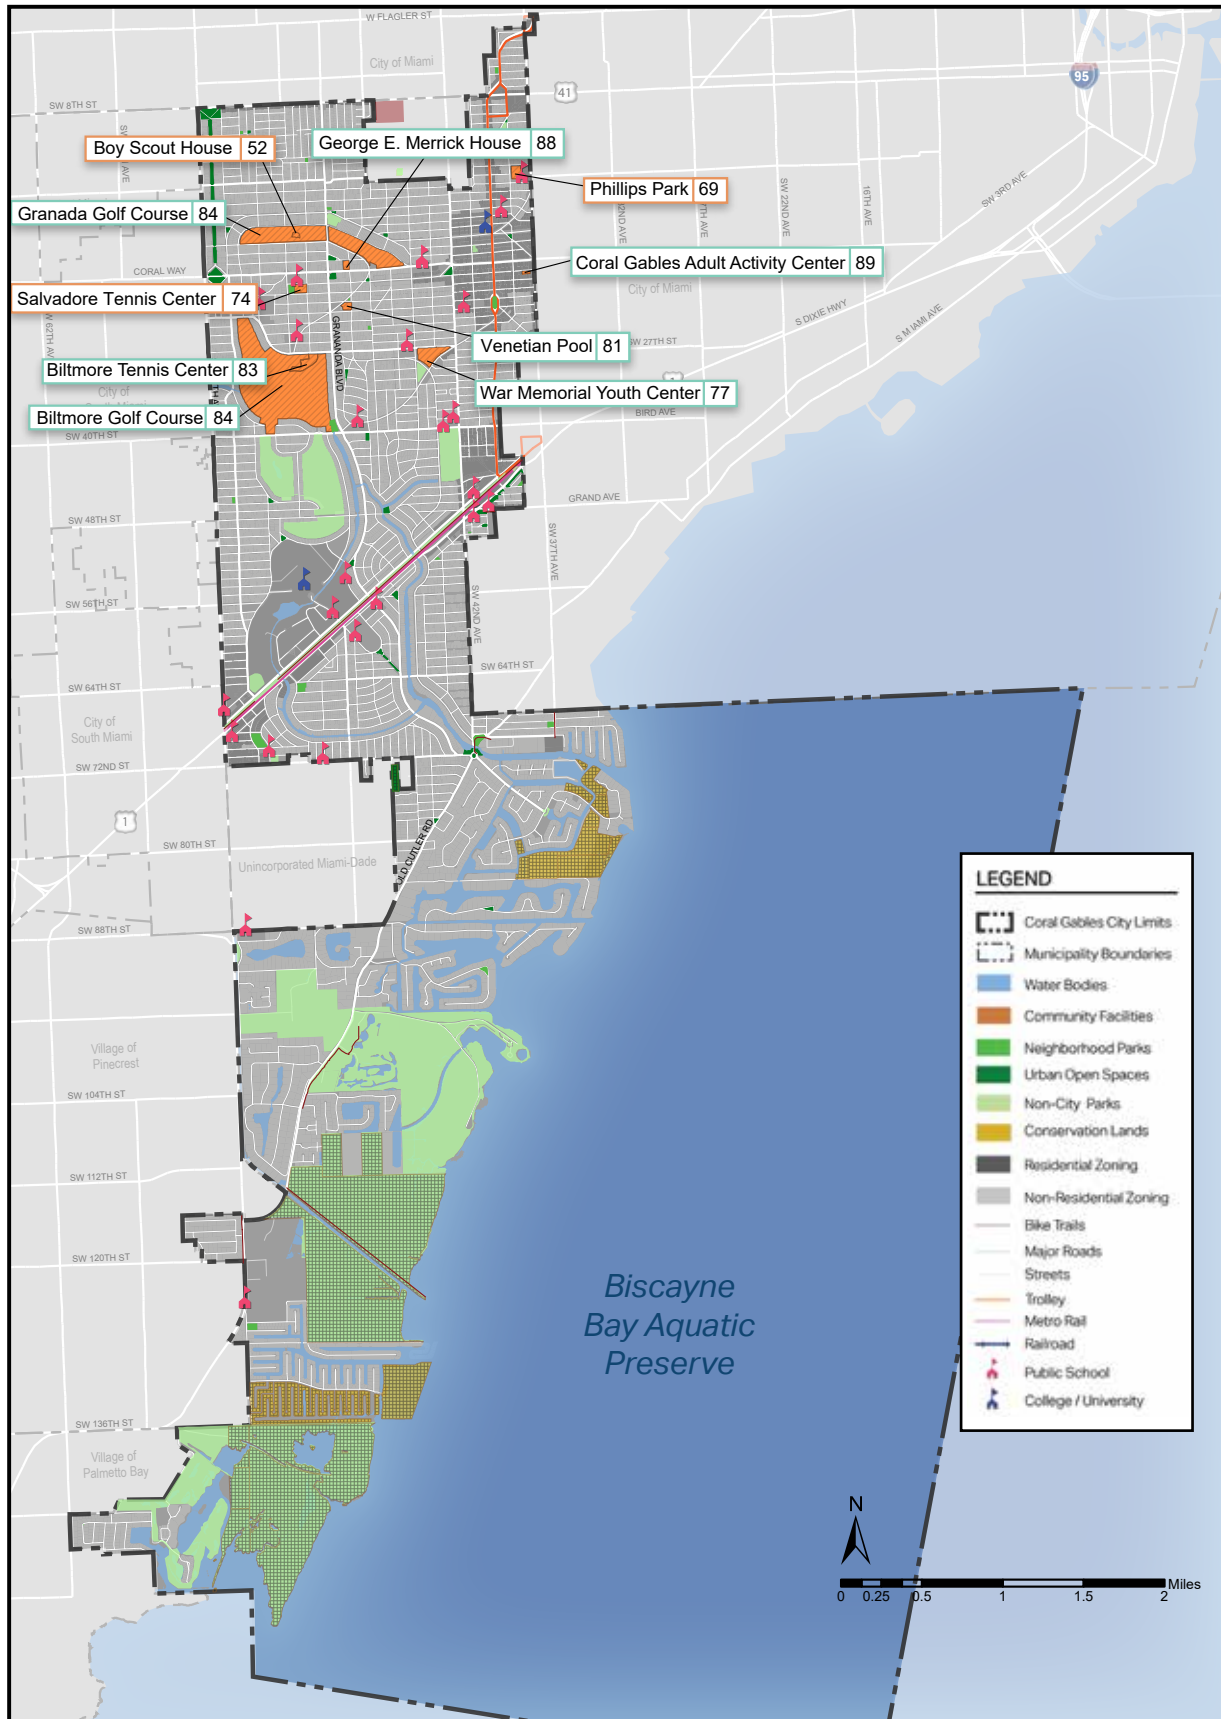 W FLAGLER ST
City of Miami
95
41
SW 8TH ST
Boy Scout House 52
George E. Merrick House 88
Phillips Park 69
SW 22ND AVE
16TH AVE
SW 3RD AVE
Granada Golf Course 84
CORAL WAY
Coral Gables Adult Activity Center 89
City of Miami
Salvadore Tennis Center 74
S DIXIE HWY
S MIAMI AVE
GRANANDA BLVD
Venetian Pool 81
SW 27TH ST
Biltmore Tennis Center 83
War Memorial Youth Center 77
City of
Biltmore Golf Course 84
BIRD AVE
SW 40TH ST
GRAND AVE
SW 48TH ST
SW 37TH AVE
SW 56TH ST
SW 42ND AVE
SW 64TH ST
SW 64TH ST
City of
South Miami
SW 72ND ST
1
SW 80TH ST
OLD CUTLER RD
Unincorporated Miami-Dade
SW 88TH ST
Village of
Pinecrest
SW 104TH ST
SW 112TH ST
SW 120TH ST
SW 136TH ST
Village of
Palmetto Bay
Biscayne
Bay Aquatic
Preserve
LEGEND
Coral Gables City Limits
Municipality Boundaries
Water Bodies
Community Facilities
Neighborhood Parks
Urban Open Spaces
Non-City Parks
Conservation Lands
Residential Zoning
Non-Residential Zoning
Bike Trails
Major Roads
Streets
Trolley
Metro Rail
Railroad
Public School
College / University
N
0 0.25 0.5 1 1.5 2 Miles